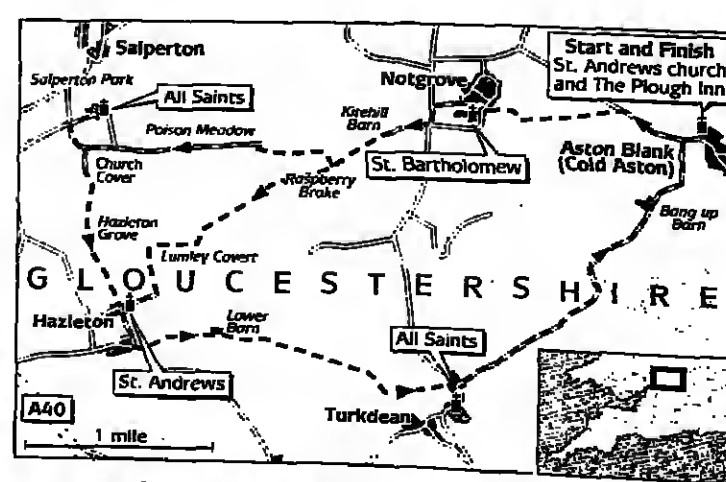 Salperton
Salperton Park
All Saints
Notgrove
Start and Finish
St. Andrews church
and The Plough Inn
Kitehill
Barn
Poison Meadow
St. Bartholomew
Aston Blank
(Cold Aston)
Church
Cover
Raspberry
Brake
Bang up
Barn
Hazleton
Grove
Lumley Covert
GLOUCESTERSHIRE
Hazleton
Lower
Barn
All Saints
St. Andrews
A40
Turkdean
1 mile